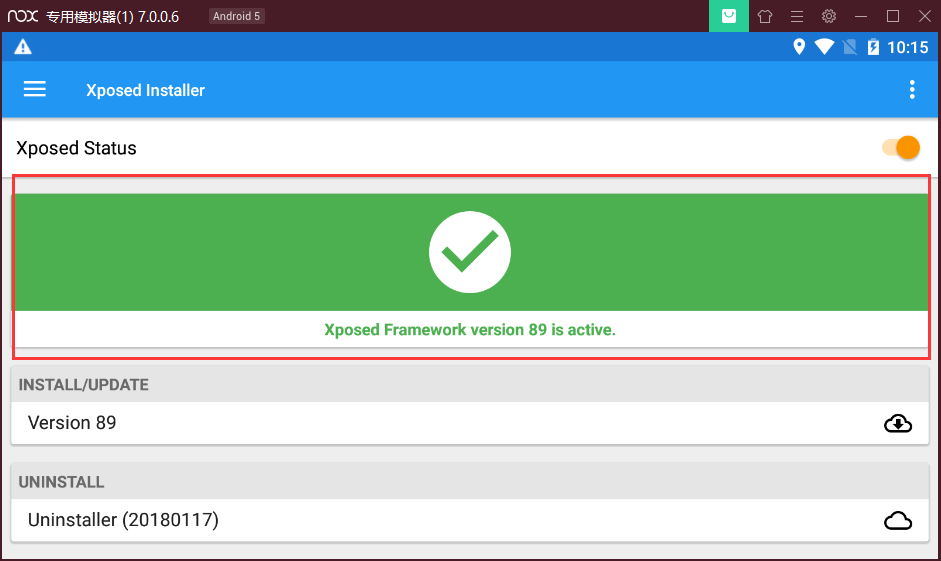 nox 专用模拟器(1) 7.0.0.6 Android 5
10:15
Xposed Installer
Xposed Status
Xposed Framework version 89 is active.
INSTALL/UPDATE
Version 89
UNINSTALL
Uninstaller (20180117)